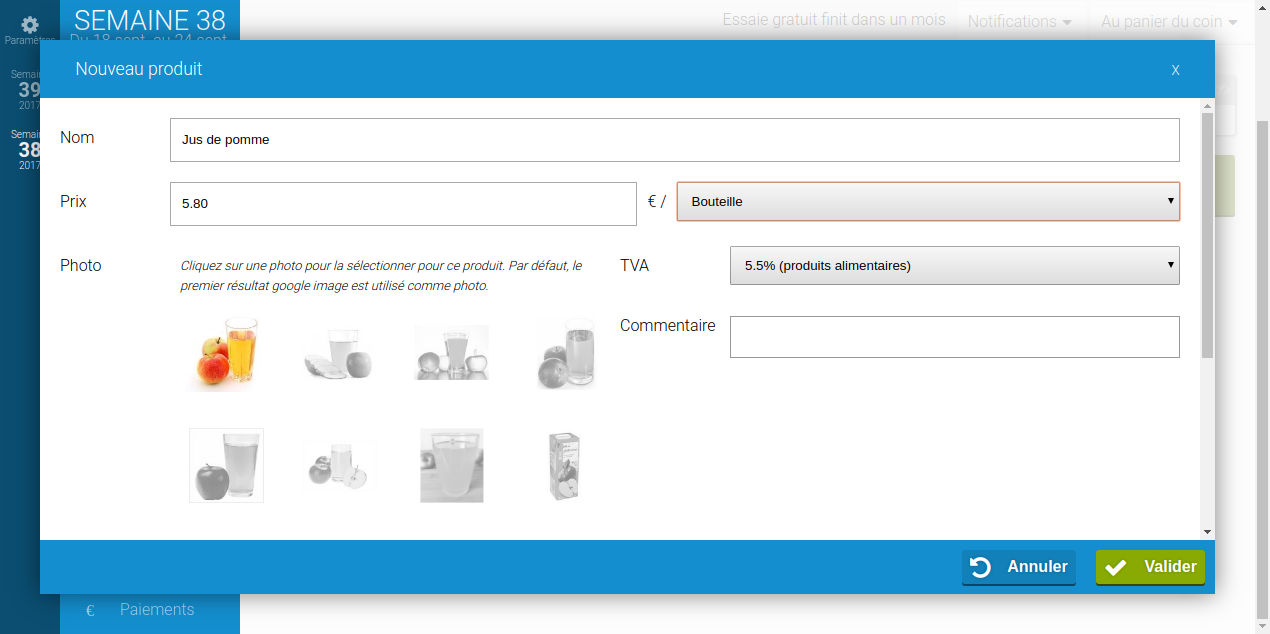 SEMAINE 38
Essaie gratuit finit dans un mois
Notifications
Au panier du coin
Paramètres
Du 18 sept. au 24 sept.
Nouveau produit
x
Semai
39
2017
Semai
38
2017
Nom
Jus de pomme
Prix
5.80
€ /
Bouteille
Photo
Cliquez sur une photo pour la sélectionner pour ce produit. Par défaut, le
premier résultat google image est utilisé comme photo.
TVA
5.5% (produits alimentaires)
Commentaire
Annuler
Valider
€ Paiements